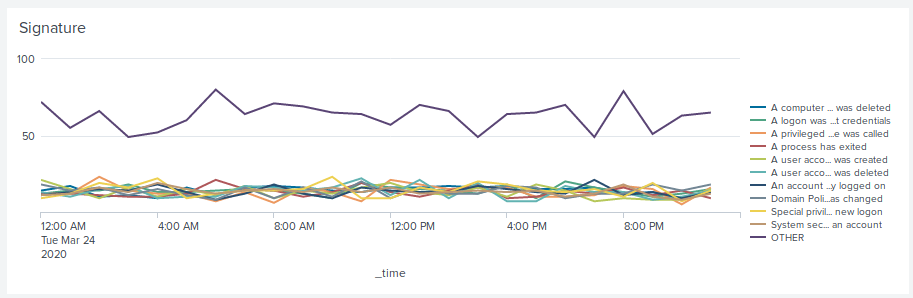 Signature
100
50
12:00 AM
Tue Mar 24
2020
4:00 AM
8:00 AM
12:00 PM
4:00 PM
8:00 PM
_time
A computer ... was deleted
A logon was ...t credentials
A privileged ...e was called
A process has exited
A user acco... was created
A user acco... was deleted
An account ...y logged on
Domain Poli...as changed
Special privil... new logon
System sec... an account
OTHER